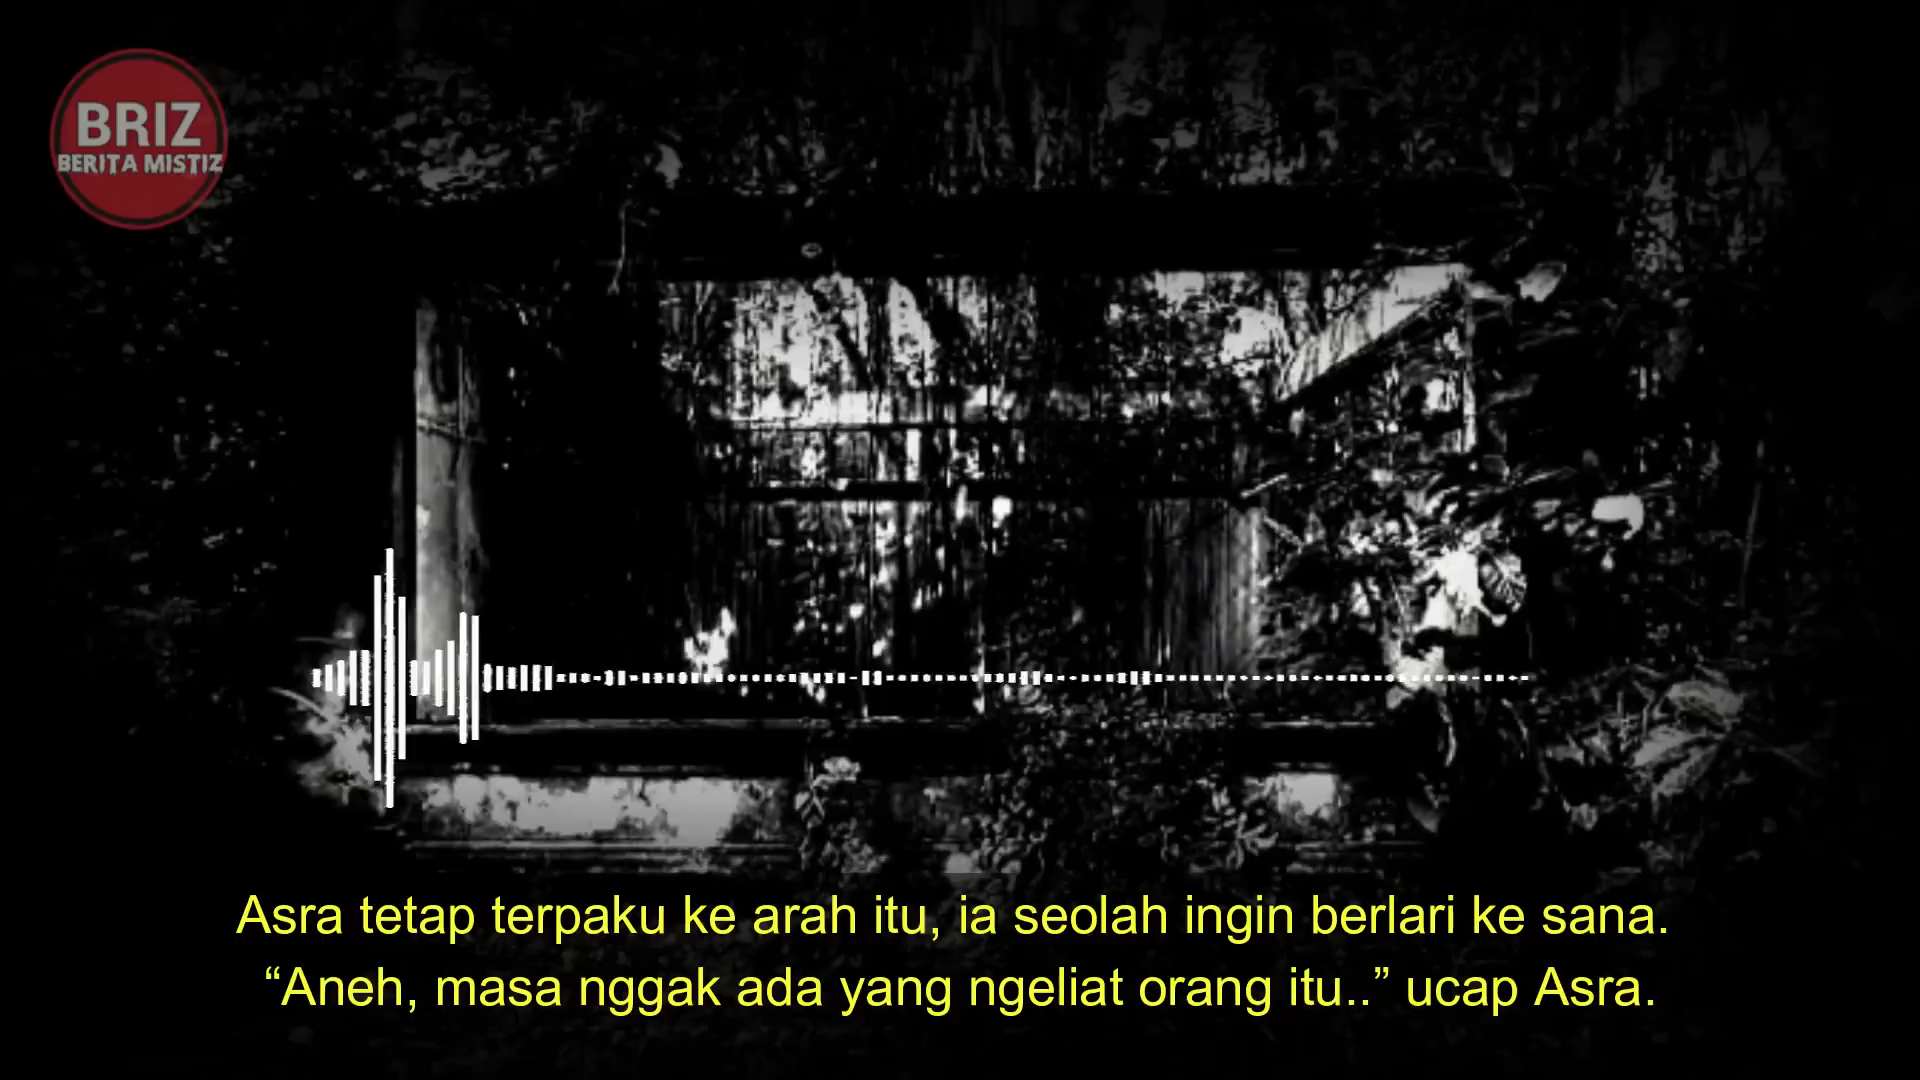 BRIZ
BERITA MISTIZ
Asra tetap terpaku ke arah itu, ia seolah ingin berlari ke sana.
“Aneh, masa nggak ada yang ngeliat orang itu..” ucap Asra.